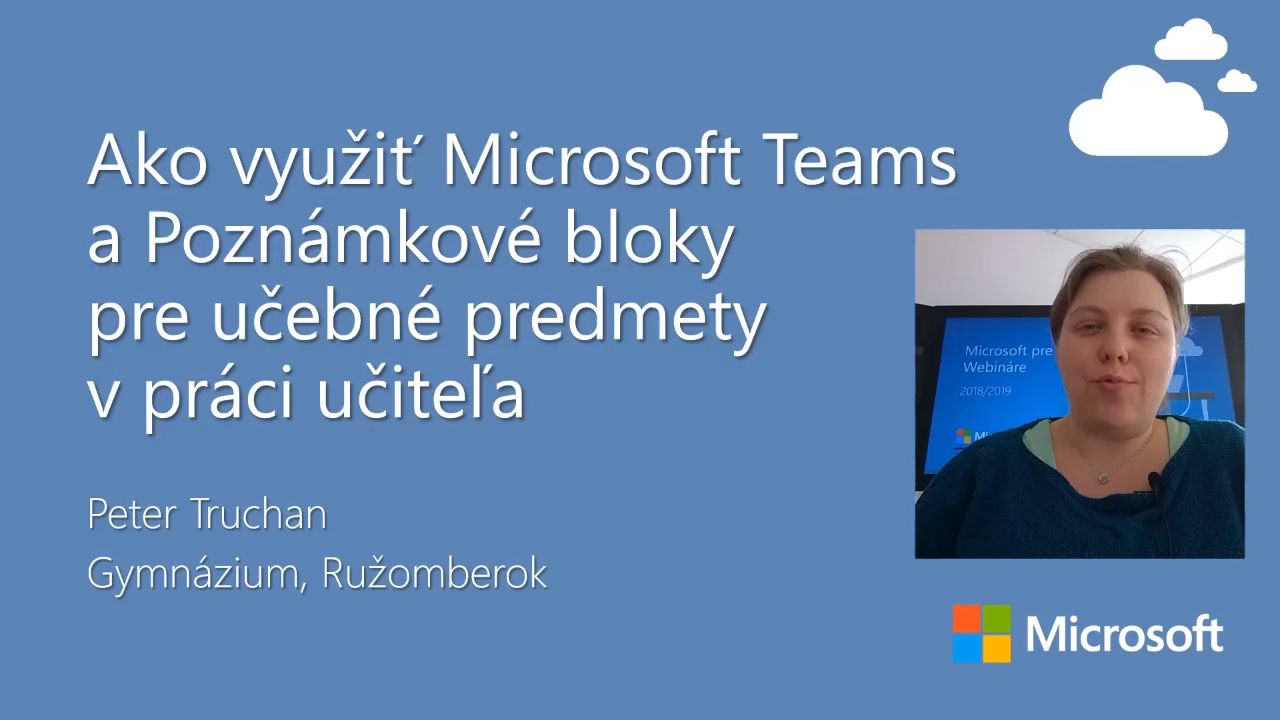 Ako využiť Microsoft Teams
a Poznámkové bloky
pre učebné predmety
v práci učiteľa
Peter Truchan
Gymnázium, Ružomberok
Microsoft pre
Webináre
2018/2019
Microsoft